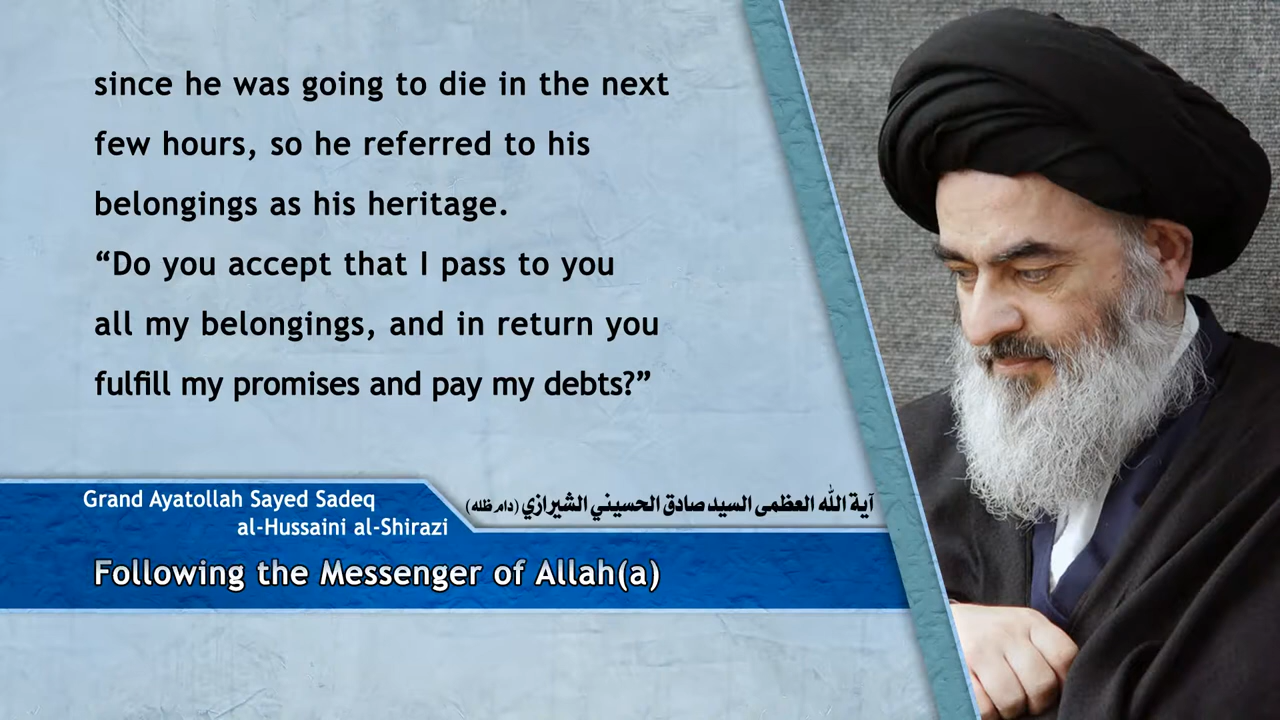 since he was going to die in the next
few hours, so he referred to his
belongings as his heritage.
“Do you accept that I pass to you
all my belongings, and in return you
fulfill my promises and pay my debts?”
Grand Ayatollah Sayed Sadeq
al-Hussaini al-Shirazi
آية الله العظمى السيد صادق الحسيني الشيرازي (دام ظله)
Following the Messenger of Allah(a)